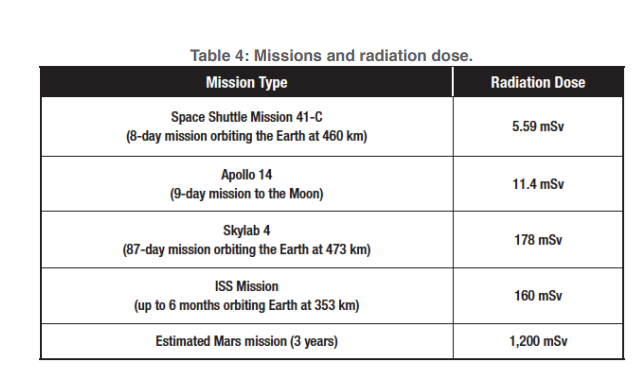 Table 4: Missions and radiation dose.
Mission Type Radiation Dose
Space Shuttle Mission 41-C
(8-day mission orbiting the Earth at 460 km)
5.59 mSv
Apollo 14
(9-day mission to the Moon)
11.4 mSv
Skylab 4
(87-day mission orbiting the Earth at 473 km)
178 mSv
ISS Mission
(up to 6 months orbiting Earth at 353 km)
160 mSv
Estimated Mars mission (3 years) 1,200 mSv